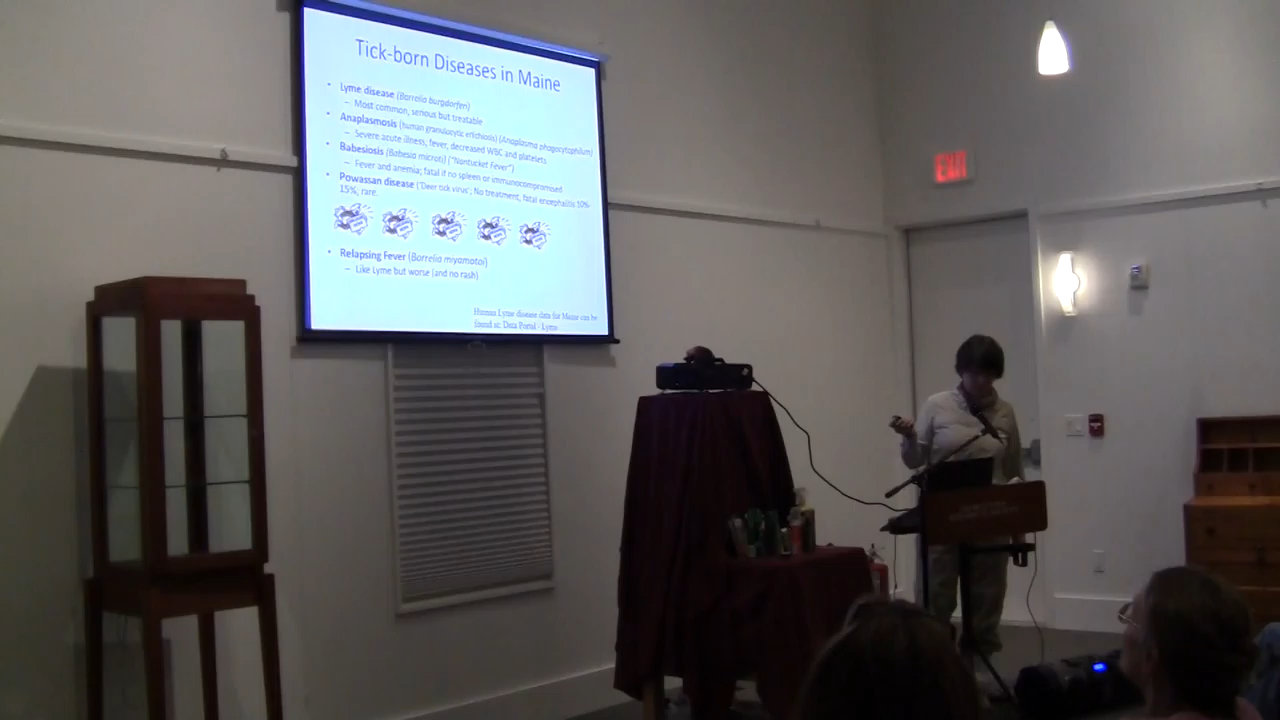 Tick-born Diseases in Maine
• Lyme disease (Borrelia burgdorferi)
– Most common, serious but treatable
• Anaplasmosis (human granulocytic erlichiosis) (Anaplasma phagocytophilum)
– Severe acute illness, fever, decreased WBC and platelets
• Babesiosis (Babesia microti) ("Nantucket Fever")
– Fever and anemia; fatal if no spleen or immunocompromised
• Powassan disease ('Deer tick virus'; No treatment, fatal encephalitis 10%-
15%, rare.
• Relapsing Fever (Borrelia miyamotoi)
– Like Lyme but worse (and no rash)
Human Lyme disease data for Maine can be
found at: Data Portal - Lyme
EXIT